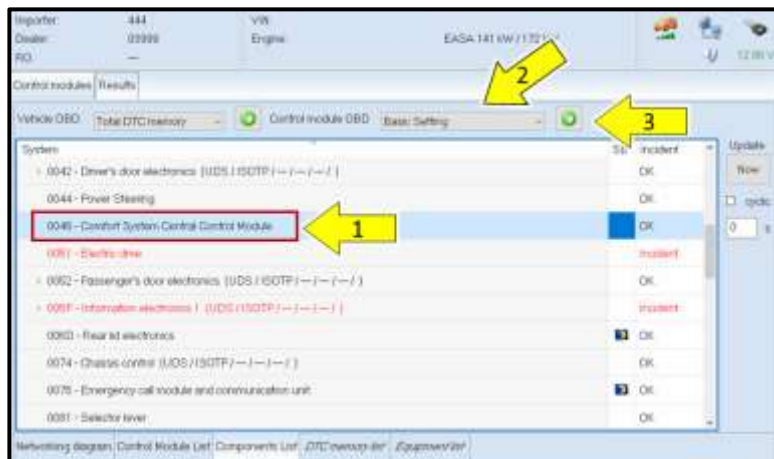 Importer: 444 VW
Dealer: 09999 Engine: EASA 141 kW / 172
RO: ---
12.00 V
2
Control modules Results
Vehicle OBD: Total DTC memory Control module OBD: Basic Setting
3
System Incident Update
0042 - Driver's door electronics (UDS / ISOTP / --- / --- / --- / ) OK Now
0044 - Power Steering OK cyclic
0046 - Comfort System Central Control Module 1 OK 0 s
0051 - Electric drive Incident
0052 - Passenger's door electronics (UDS / ISOTP / --- / --- / --- / ) OK
005F - Information electronics I (UDS / ISOTP / --- / --- / --- / ) Incident
006D - Rear lid electronics OK
0074 - Chassis control (UDS / ISOTP / --- / --- / --- / ) OK
0075 - Emergency call module and communication unit OK
0081 - Selector lever OK
Networking diagram Control Module List Components List DTC memory list Equipment list